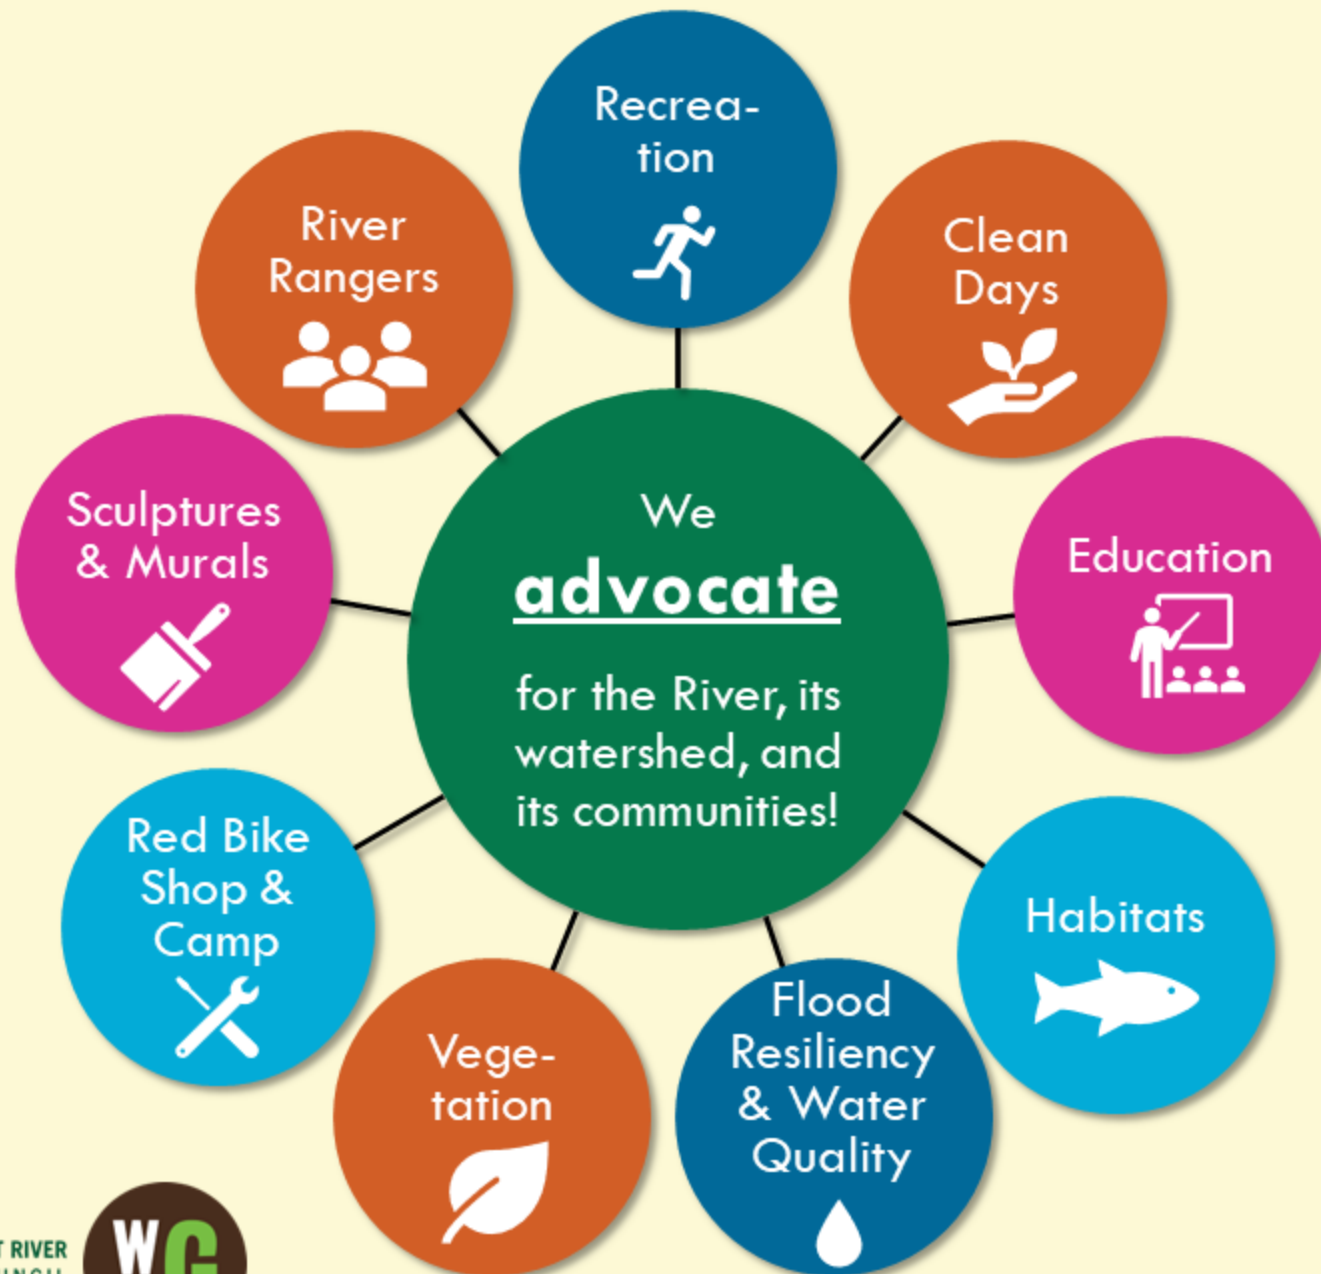 Recrea-
tion
Clean
Days
Education
Habitats
Flood
Resiliency
& Water
Quality
Vege-
tation
Red Bike
Shop &
Camp
Sculptures
& Murals
River
Rangers
We
advocate
for the River, its
watershed, and
its communities!
RIVER